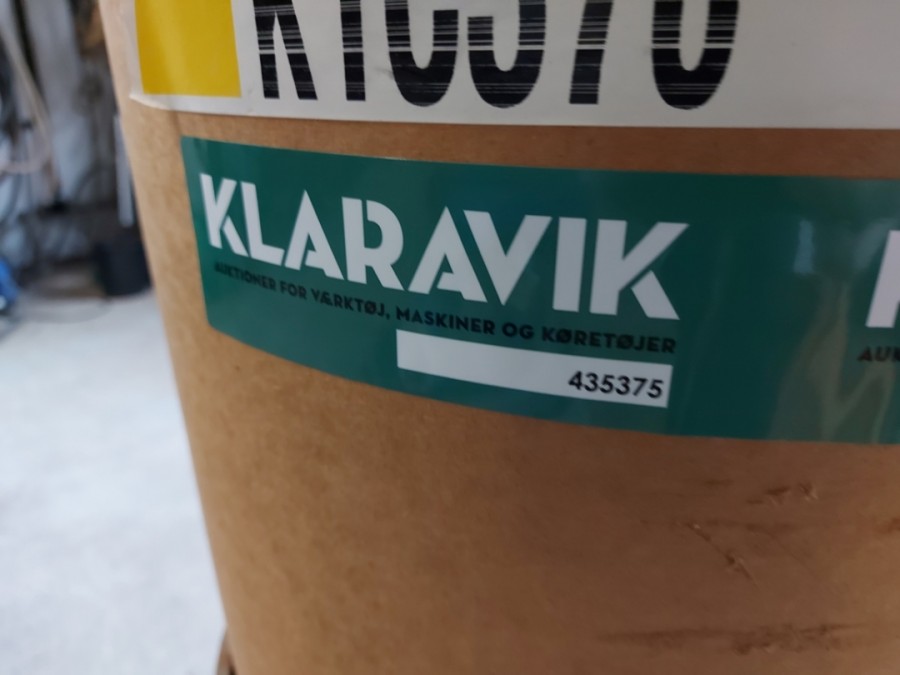 KLARAVIK
AUKTIONER FOR VÆRKTØJ, MASKINER OG KØRETØJER
435375